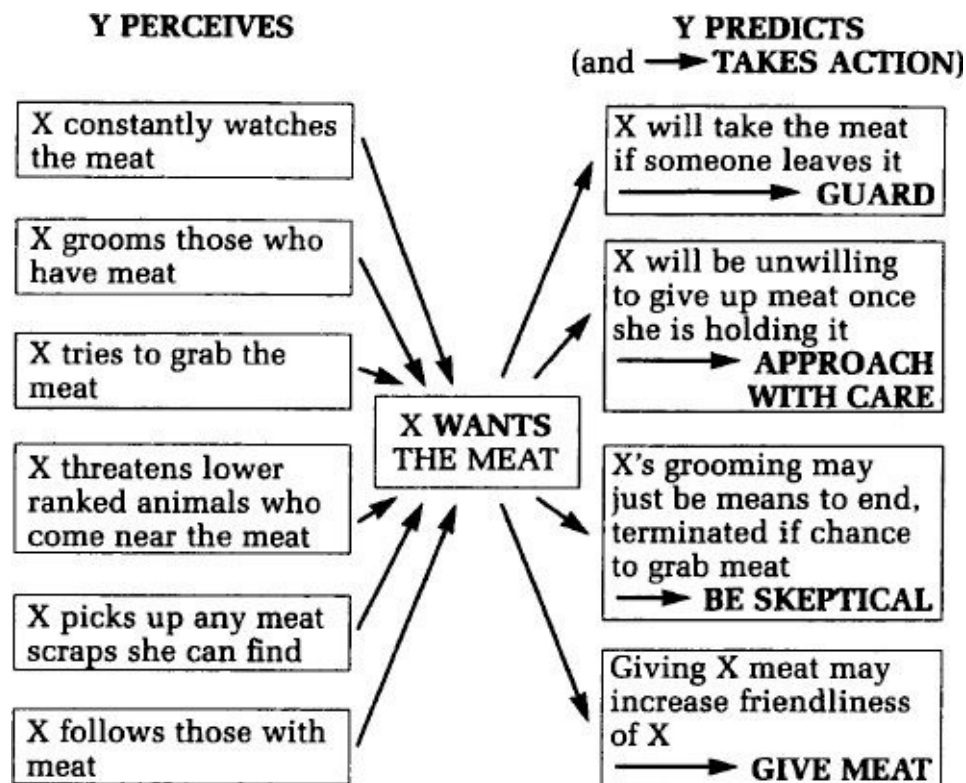 Y PERCEIVES
X constantly watches
the meat
X grooms those who
have meat
X tries to grab the
meat
X threatens lower
ranked animals who
come near the meat
X picks up any meat
scraps she can find
X follows those with
meat
X WANTS
THE MEAT
Y PREDICTS
(and → TAKES ACTION)
X will take the meat
if someone leaves it
→ GUARD
X will be unwilling
to give up meat once
she is holding it
→ APPROACH
WITH CARE
X's grooming may
just be means to end,
terminated if chance
to grab meat
→ BE SKEPTICAL
Giving X meat may
increase friendliness
of X
→ GIVE MEAT